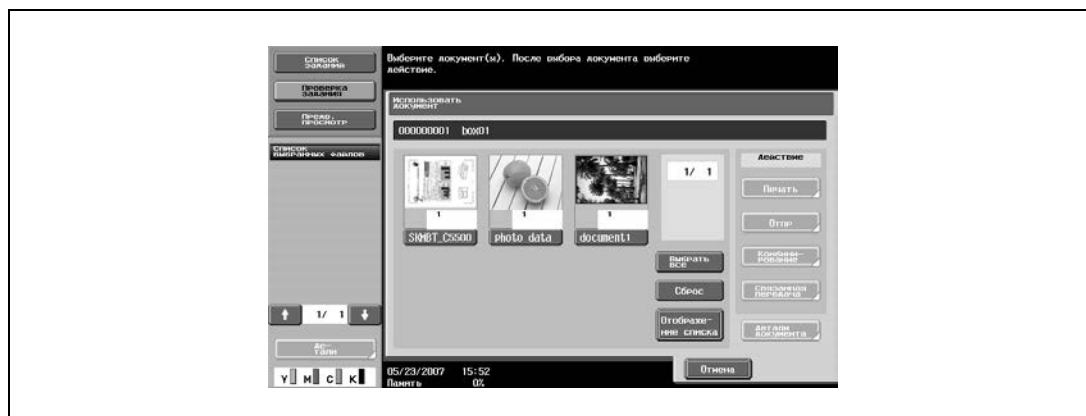 Список
задания
Проверка
задания
Предв.
просмотр
Список
выбранных файлов
1/ 1
Де-
тали
Y M C K
Выберите документ(ы). После выбора документа выберите
действие.
Использовать
документ
000000001 box01
1
SKMBT_C5500
1
photo data
1
document1
1/ 1
Выбрать
все
Сброс
Отображе-
ние списка
Действие
Печать
Отпр
Комбини-
рование
Связанная
передача
Детали
документа
05/23/2007 15:52
Память 0%
Отмена